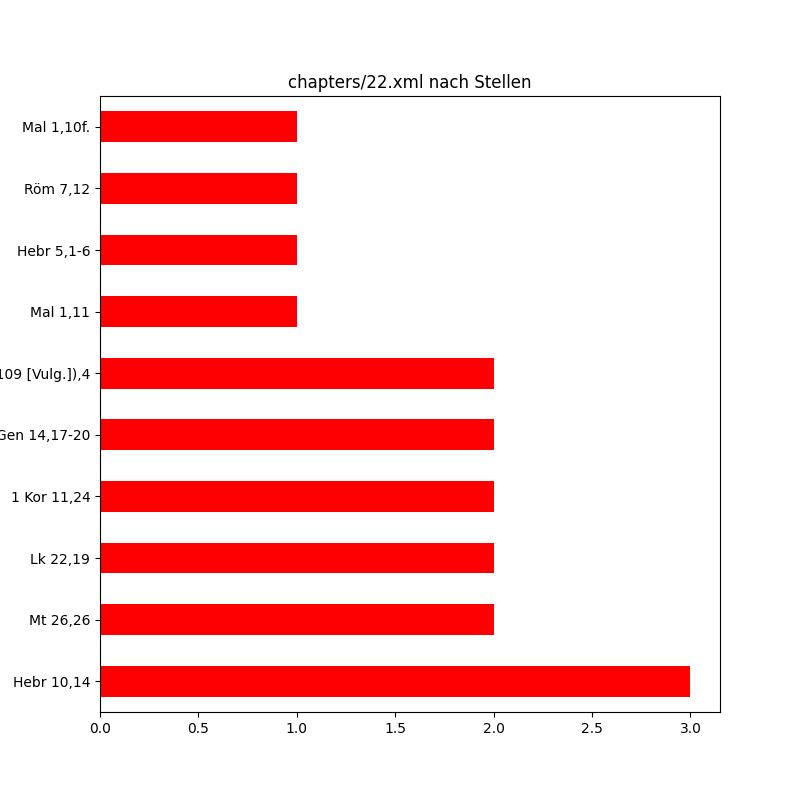 chapters/22.xml nach Stellen
Mal 1,10f.
Röm 7,12
Hebr 5,1-6
Mal 1,11
109 [Vulg.]),4
Gen 14,17-20
1 Kor 11,24
Lk 22,19
Mt 26,26
Hebr 10,14
0.0 0.5 1.0 1.5 2.0 2.5 3.0